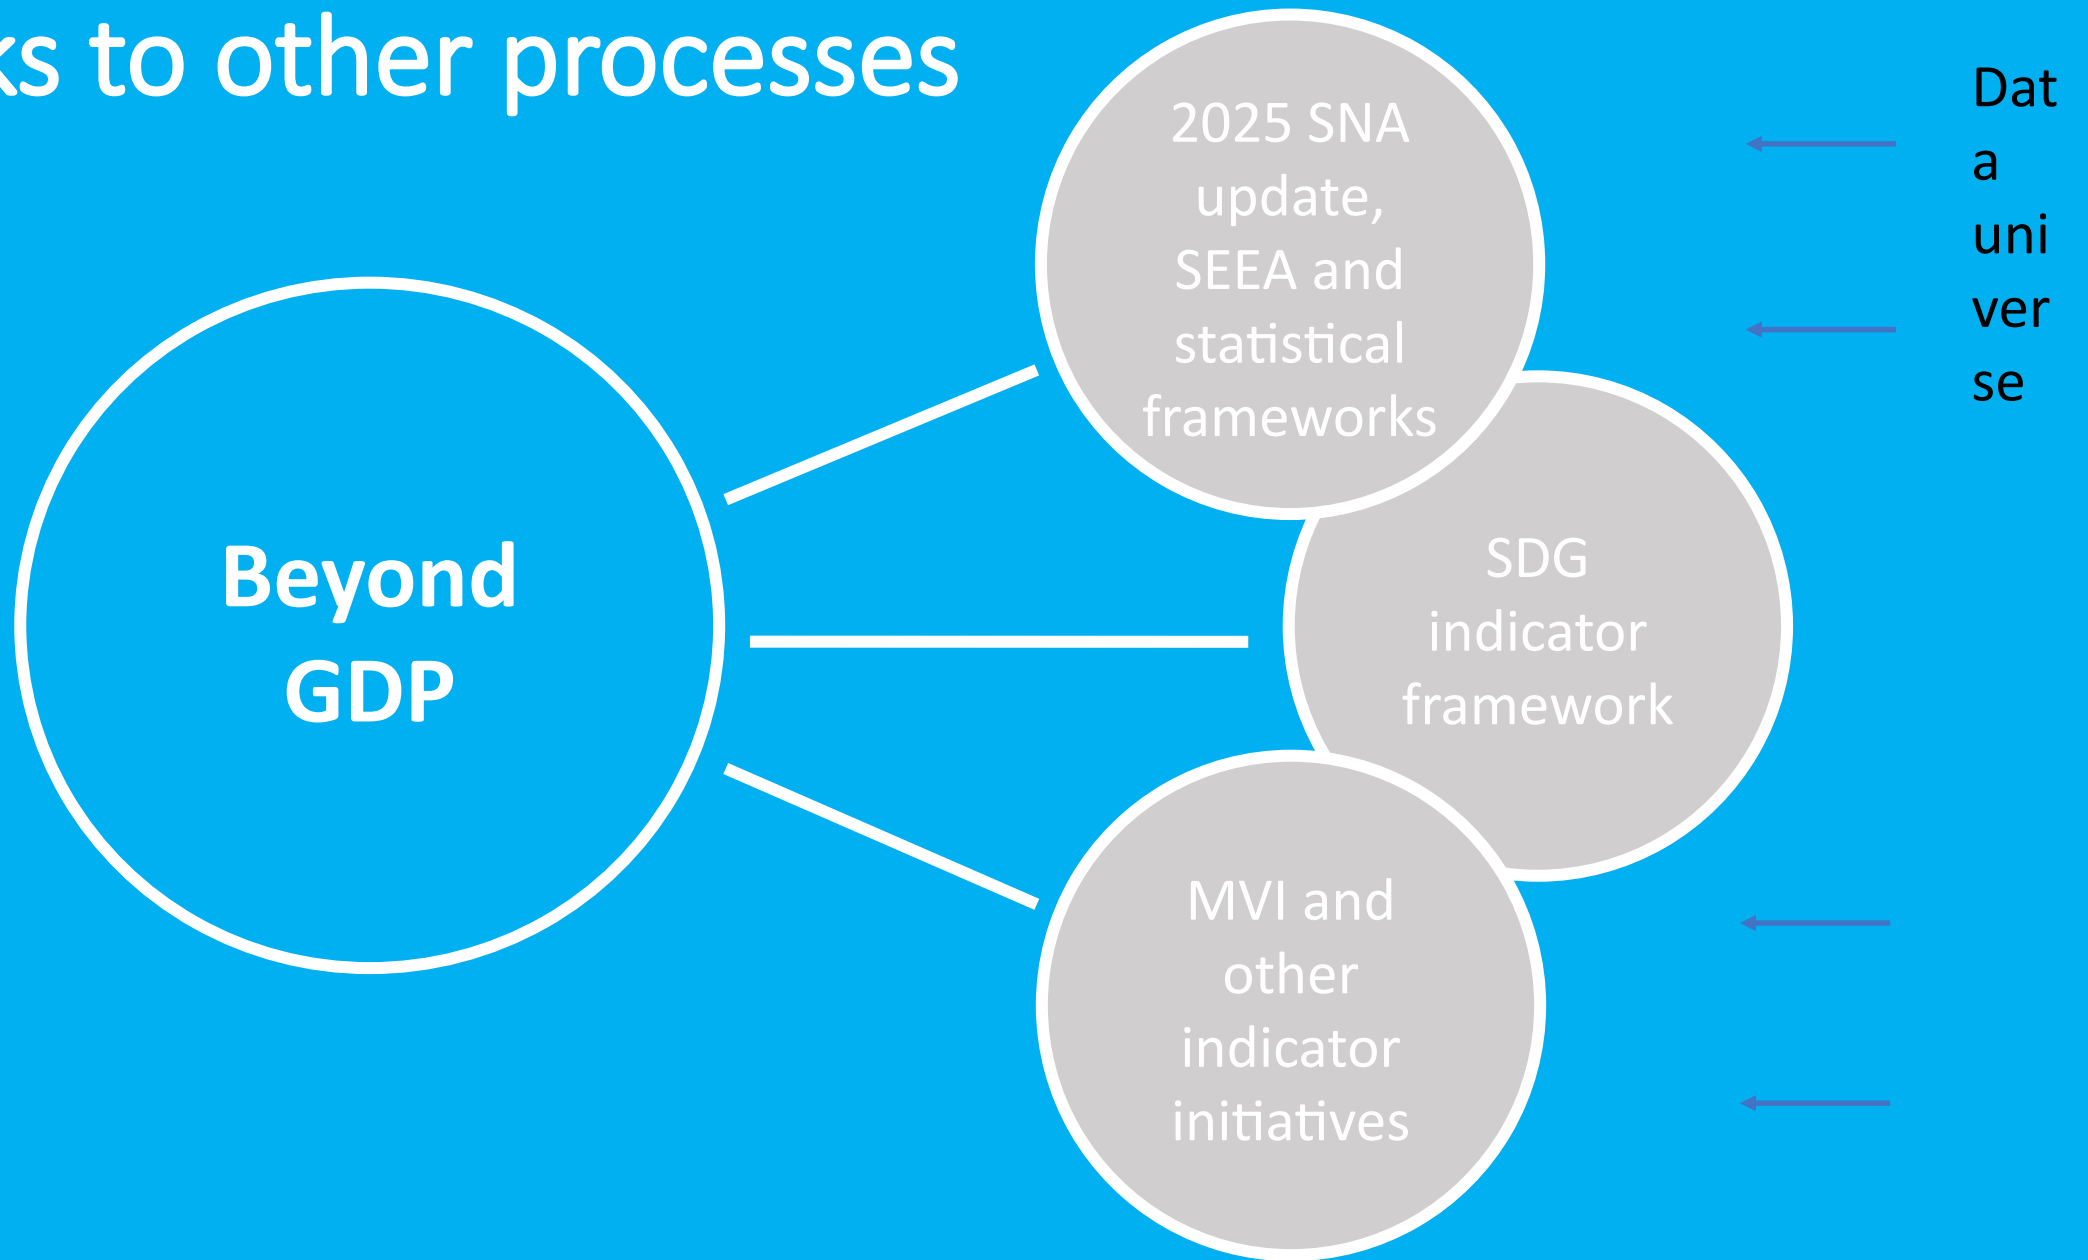 ks to other processes
2025 SNA
update,
SEEA and
statistical
frameworks
Dat
a
uni
ver
se
Beyond
GDP
SDG
indicator
framework
MVI and
other
indicator
initiatives